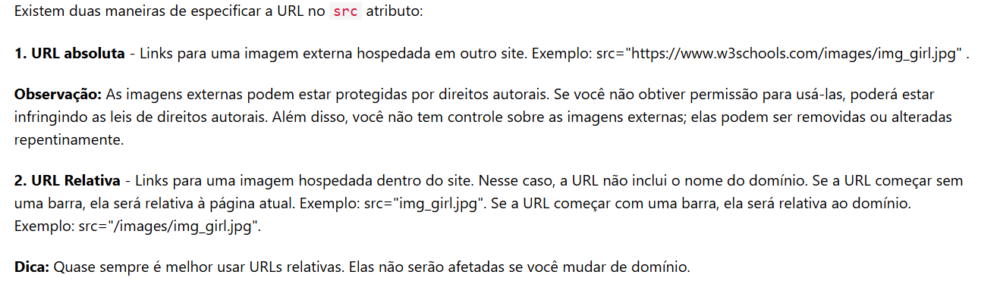 Existem duas maneiras de especificar a URL no src atributo:
1. URL absoluta - Links para uma imagem externa hospedada em outro site. Exemplo: src="https://www.w3schools.com/images/img_girl.jpg" .
Observação: As imagens externas podem estar protegidas por direitos autorais. Se você não obtiver permissão para usá-las, poderá estar
infringindo as leis de direitos autorais. Além disso, você não tem controle sobre as imagens externas; elas podem ser removidas ou alteradas
repentinamente.
2. URL Relativa - Links para uma imagem hospedada dentro do site. Nesse caso, a URL não inclui o nome do domínio. Se a URL começar sem
uma barra, ela será relativa à página atual. Exemplo: src="img_girl.jpg". Se a URL começar com uma barra, ela será relativa ao domínio.
Exemplo: src="/images/img_girl.jpg".
Dica: Quase sempre é melhor usar URLs relativas. Elas não serão afetadas se você mudar de domínio.